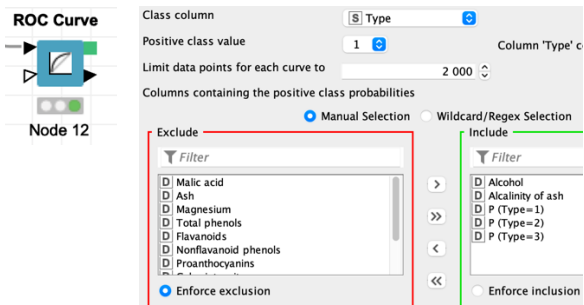 ROC Curve
Node 12
Class column
S Type
Positive class value
1
Column 'Type'
Limit data points for each curve to
2 000
Columns containing the positive class probabilities
Manual Selection
Wildcard/Regex Selection
Exclude
Filter
D Malic acid
D Ash
D Magnesium
D Total phenols
D Flavanoids
D Nonflavanoid phenols
D Proanthocyanins
Enforce exclusion
>
>>
<
<<
Include
Filter
D Alcohol
D Alcalinity of ash
D P (Type=1)
D P (Type=2)
D P (Type=3)
Enforce inclusion